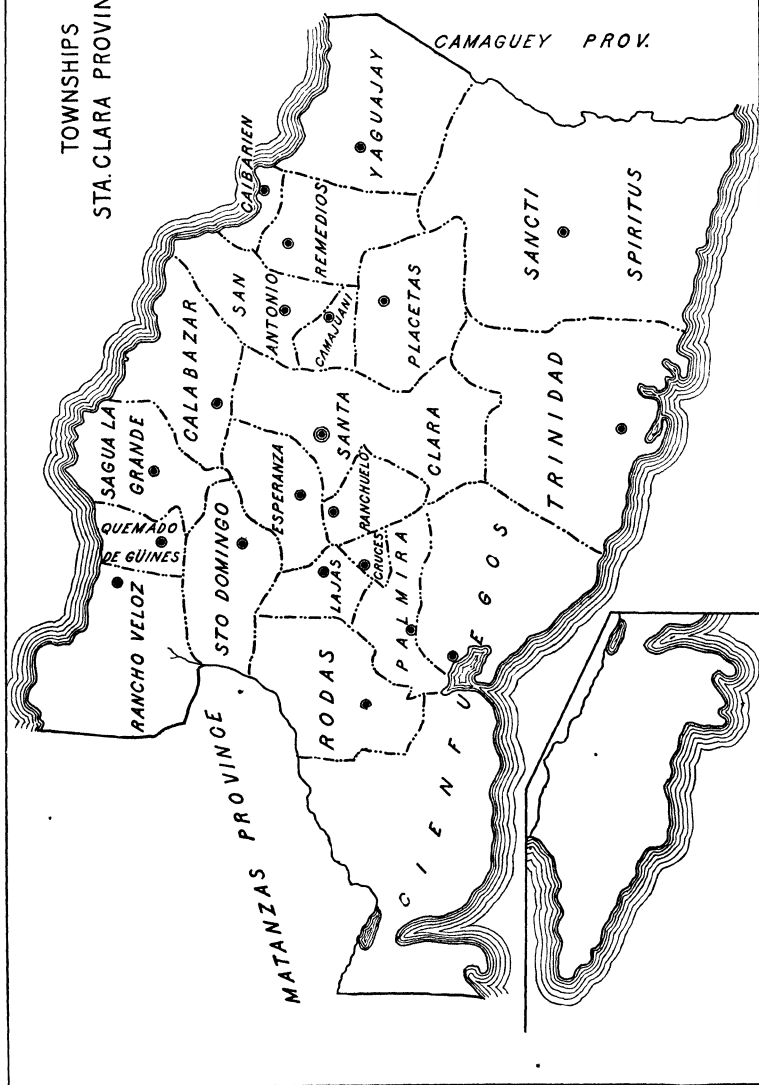 TOWNSHIPS
STA. CLARA PROVIN
CAMAGUEY PROV.
YAGUAJAY
CAIBARIEN
REMEDIOS
SAN
ANTONIO
CAMAJUANI
PLACETAS
SANCTI
SPIRITUS
CALABAZAR
SAGUA LA
GRANDE
QUEMADO
DE GÜINES
RANCHO VELOZ
STO DOMINGO
ESPERANZA
SANTA
CLARA
RANCHUELO
CRUCES
LAJAS
PALMIRA
RODAS
TRINIDAD
CIENFUEGOS
MATANZAS PROVINCE